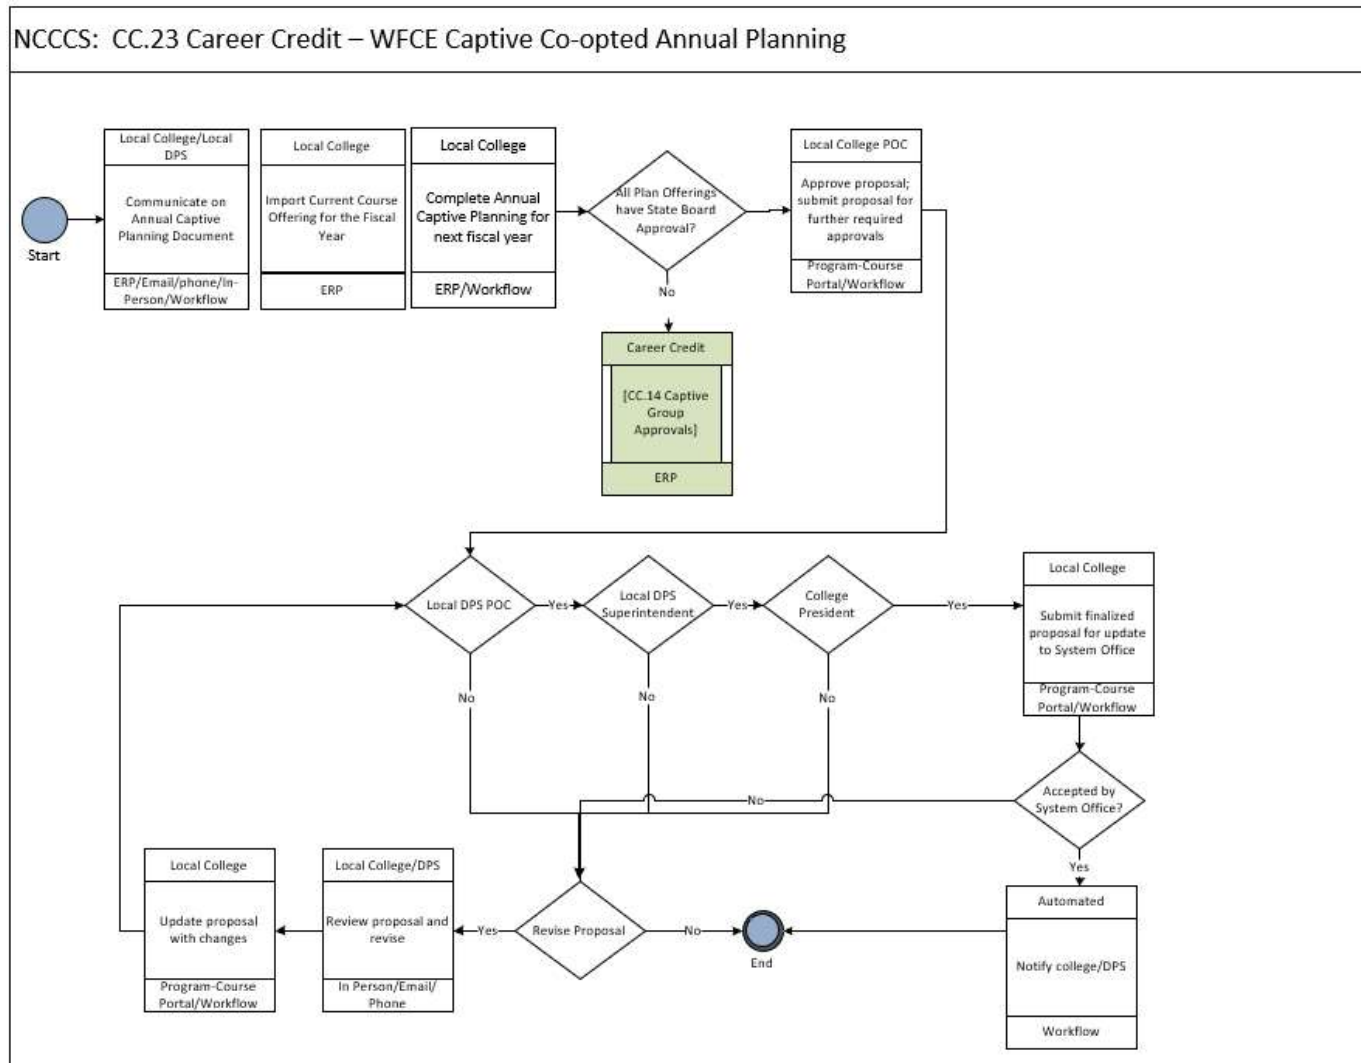 NCCCS: CC.23 Career Credit – WFCE Captive Co-opted Annual Planning
Start
Local College/Local
DPS
Communicate on
Annual Captive
Planning Document
ERP/Email/phone/In-
Person/Workflow
Local College
Import Current Course
Offering for the Fiscal
Year
ERP
Local College
Complete Annual
Captive Planning for
next fiscal year
ERP/Workflow
All Plan Offerings
have State Board
Approval?
No
Local College POC
Approve proposal;
submit proposal for
further required
approvals
Program-Course
Portal/Workflow
Career Credit
[CC.14 Captive
Group
Approvals]
ERP
Local DPS POC
Yes
Local DPS
Superintendent
Yes
College
President
Yes
Local College
Submit finalized
proposal for update
to System Office
Program-Course
Portal/Workflow
No
No
No
Accepted by
System Office?
No
Yes
Local College
Update proposal
with changes
Program-Course
Portal/Workflow
Local College/DPS
Review proposal and
revise
In Person/Email/
Phone
Yes
Revise Proposal
No
End
Automated
Notify college/DPS
Workflow